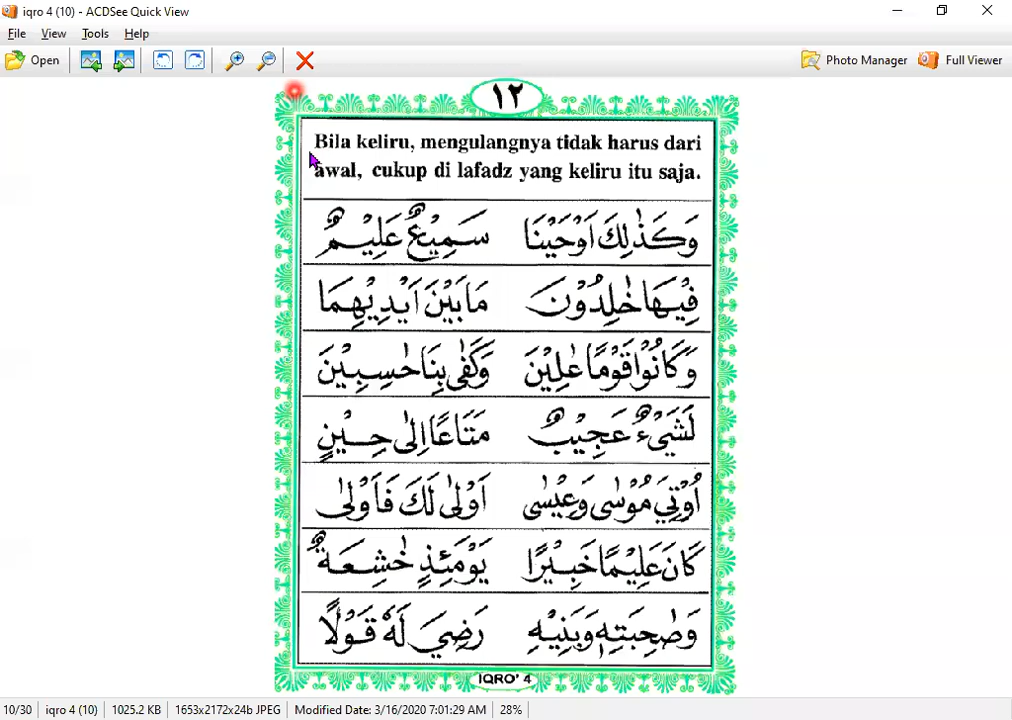 iqro 4 (10) - ACDSee Quick View
File View Tools Help
Open Photo Manager Full Viewer
١٢
Bila keliru, mengulangnya tidak harus dari
awal, cukup di lafadz yang keliru itu saja.
وَكَذٰلِكَ اَوْحَيْنَا سَمِيْعٌ عَلِيْمٌ
فِيْهَا خٰلِدُوْنَ مَا بَيْنَ اَيْدِيْهِمَا
وَكَانُوْا قَوْمًا عٰلِيْنَ وَكَفٰى بِنَا حٰسِبِيْنَ
لَشَيْءٌ عَجِيْبٌ مَتَاعًا اِلٰى حِيْنٍ
اُوْتِيَ مُوْسٰى وَعِيْسٰى اَوْلٰى لَكَ فَاَوْلٰى
كَانَ عَلِيْمًا خَبِيْرًا يَوْمَئِذٍ خٰشِعَةٌ
وَصٰحِبَتِهٖ وَبَنِيْهِ رَضِيَ لَهٗ قَوْلًا
IQRO' 4
10/30 iqro 4 (10) 1025.2 KB 1653x2172x24b JPEG Modified Date: 3/16/2020 7:01:29 AM 28%